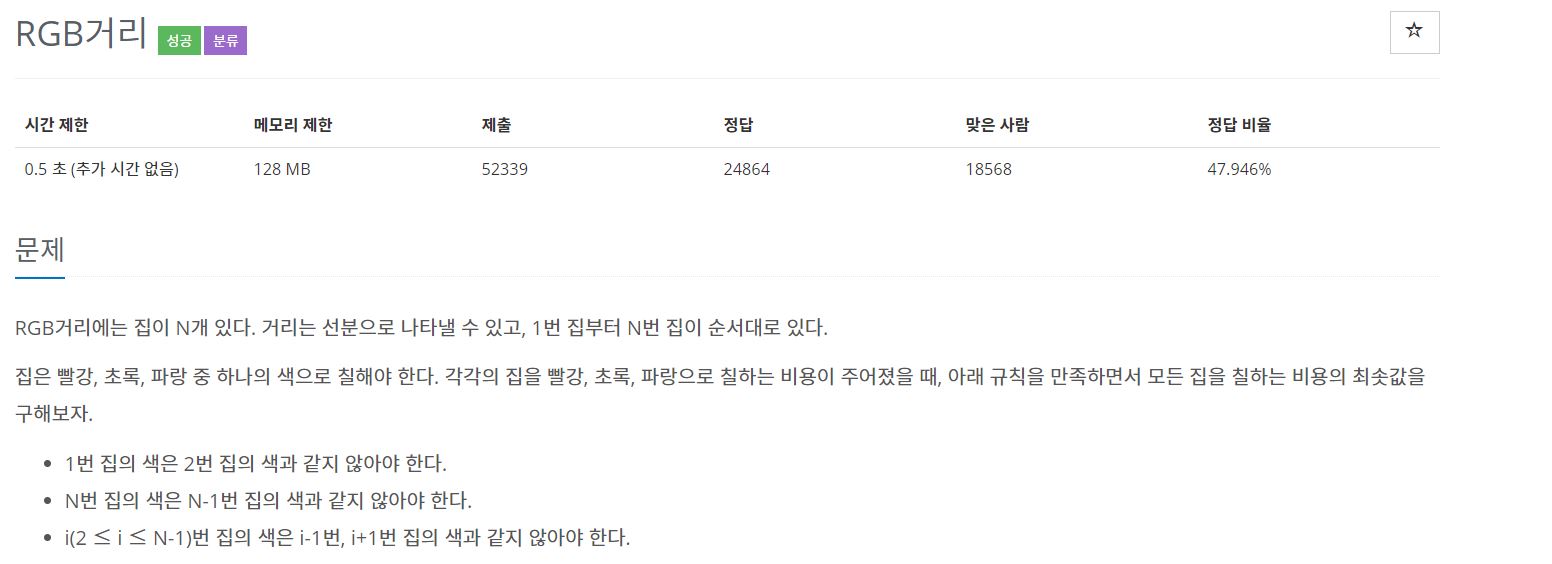 RGB거리 성공 분류
☆
시간 제한 메모리 제한 제출 정답 맞은 사람 정답 비율
0.5 초 (추가 시간 없음) 128 MB 52339 24864 18568 47.946%
문제
RGB거리에는 집이 N개 있다. 거리는 선분으로 나타낼 수 있고, 1번 집부터 N번 집이 순서대로 있다.
집은 빨강, 초록, 파랑 중 하나의 색으로 칠해야 한다. 각각의 집을 빨강, 초록, 파랑으로 칠하는 비용이 주어졌을 때, 아래 규칙을 만족하면서 모든 집을 칠하는 비용의 최솟값을
구해보자.
• 1번 집의 색은 2번 집의 색과 같지 않아야 한다.
• N번 집의 색은 N-1번 집의 색과 같지 않아야 한다.
• i(2 ≤ i ≤ N-1)번 집의 색은 i-1번, i+1번 집의 색과 같지 않아야 한다.